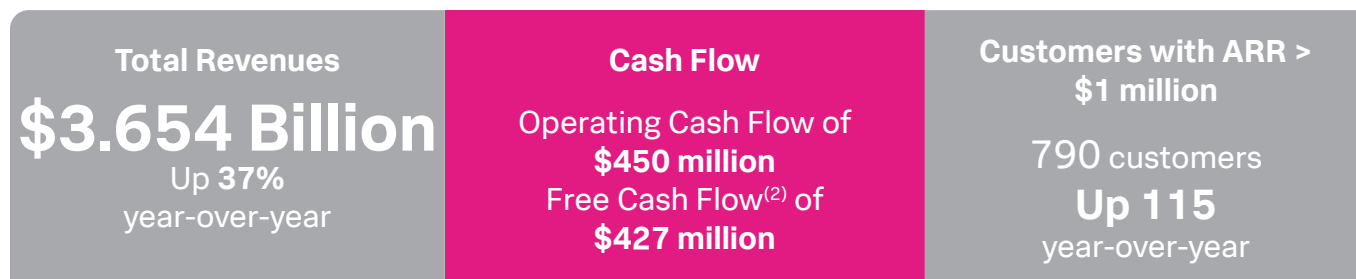 Total Revenues
$3.654 Billion
Up 37%
year-over-year
Cash Flow
Operating Cash Flow of
$450 million
Free Cash Flow(2) of
$427 million
Customers with ARR >
$1 million
790 customers
Up 115
year-over-year